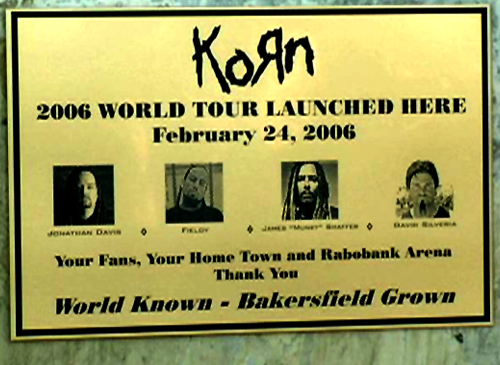 KoЯn
2006 WORLD TOUR LAUNCHED HERE
February 24, 2006
JONATHAN DAVIS ◊ FIELDY ◊ JAMES "MUNKY" SHAFFER ◊ DAVID SILVERIA
Your Fans, Your Home Town and Rabobank Arena
Thank You
World Known - Bakersfield Grown